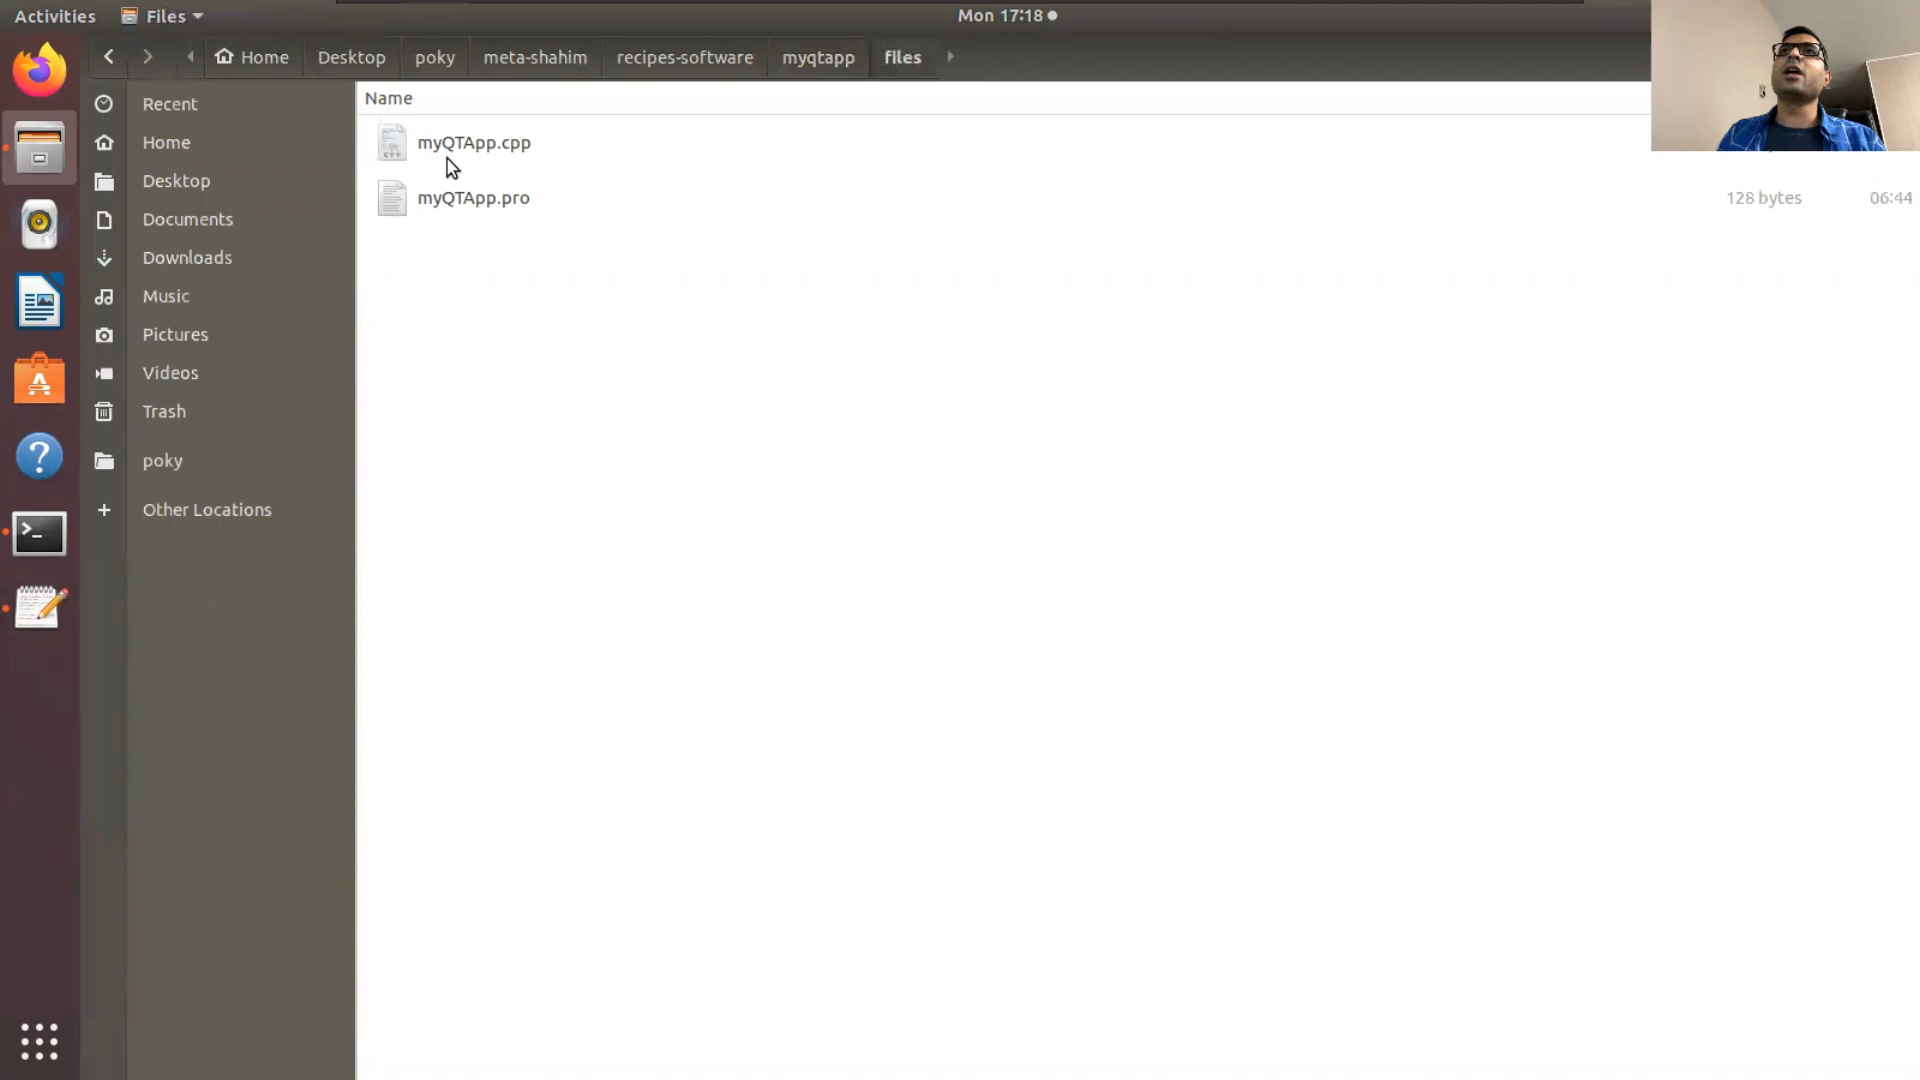 Activities
Files
Mon 17:18
Home
Desktop
poky
meta-shahim
recipes-software
myqtapp
files
Recent
Home
Desktop
Documents
Downloads
Music
Pictures
Videos
Trash
poky
Other Locations
Name
myQTApp.cpp
myQTApp.pro
128 bytes
06:44